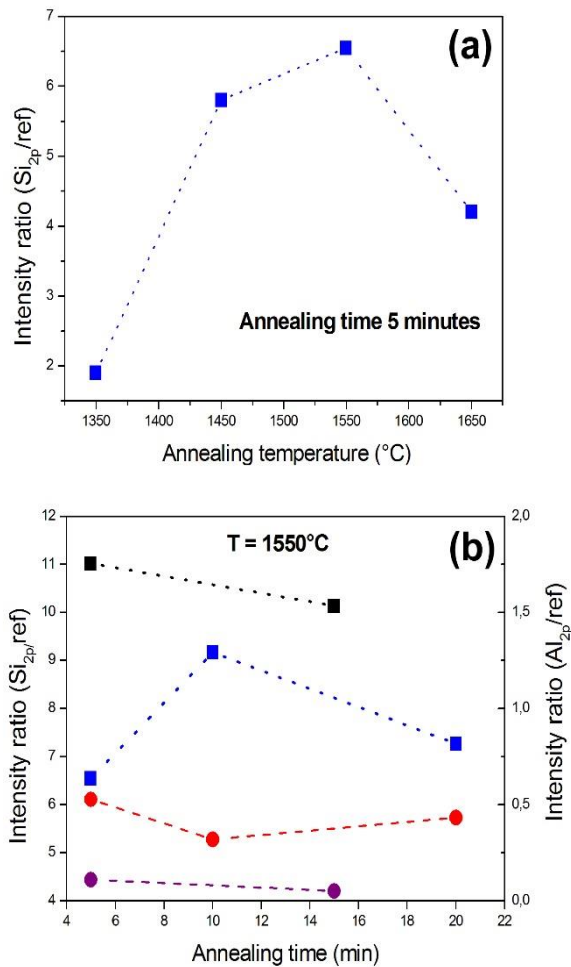 (a)
Intensity ratio (Si2p/ref)
7
6
5
4
3
2
Annealing time 5 minutes
1350 1400 1450 1500 1550 1600 1650
Annealing temperature (°C)
(b)
T = 1550°C
Intensity ratio (Si2p/ref)
12
11
10
9
8
7
6
5
4
2,0
1,5
1,0
0,5
0,0
Intensity ratio (Al2p/ref)
4 6 8 10 12 14 16 18 20 22
Annealing time (min)